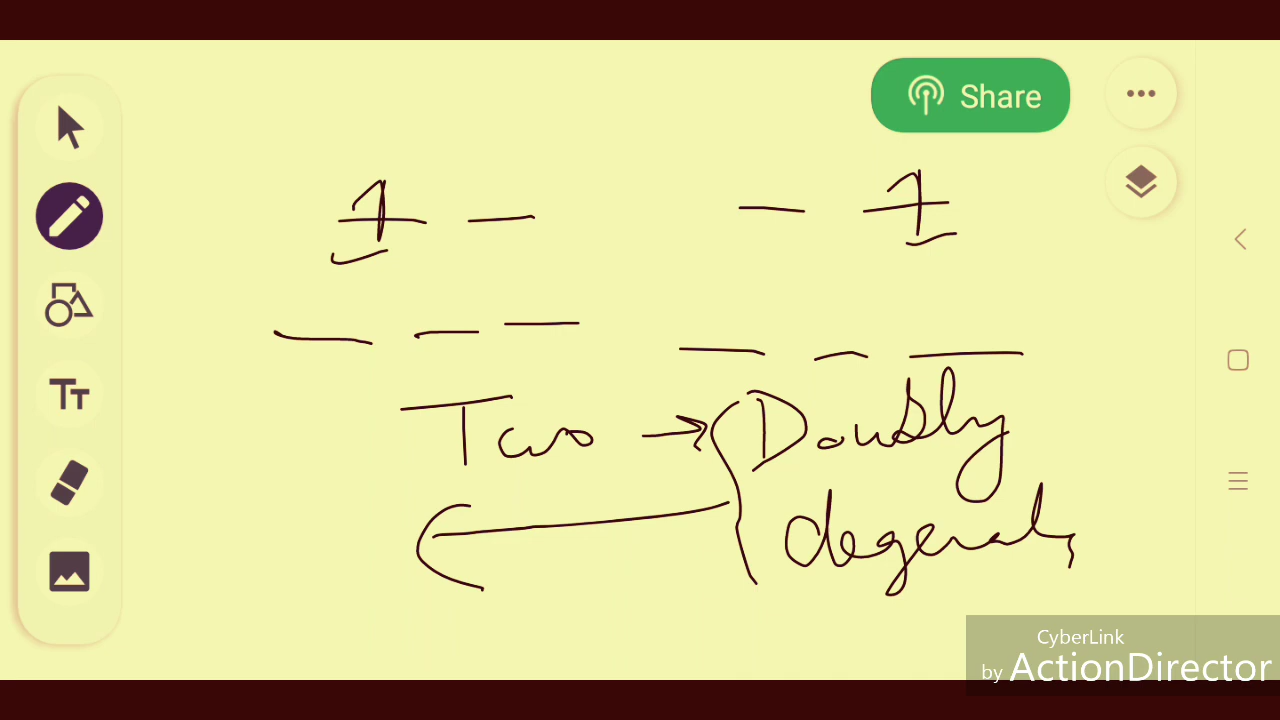 Share
Two → Doubly
degenerate
CyberLink
by ActionDirector